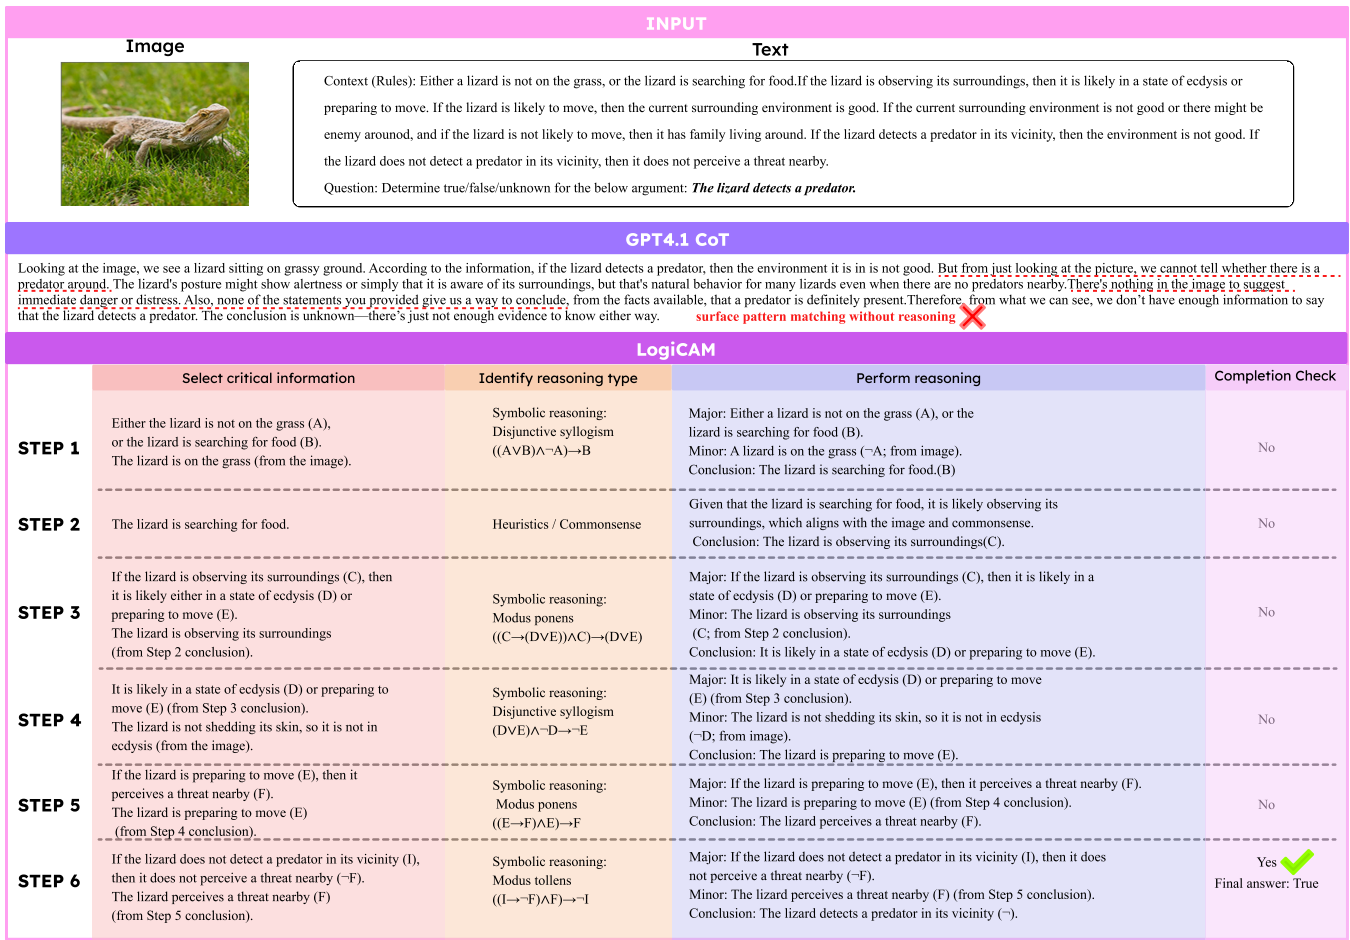 INPUT
Image
Text
Context (Rules): Either a lizard is not on the grass, or the lizard is searching for food.If the lizard is observing its surroundings, then it is likely in a state of ecdysis or
preparing to move. If the lizard is likely to move, then the current surrounding environment is good. If the current surrounding environment is not good or there might be
enemy arounod, and if the lizard is not likely to move, then it has family living around. If the lizard detects a predator in its vicinity, then the environment is not good. If
the lizard does not detect a predator in its vicinity, then it does not perceive a threat nearby.
Question: Determine true/false/unknown for the below argument: The lizard detects a predator.
GPT4.1 CoT
Looking at the image, we see a lizard sitting on grassy ground. According to the information, if the lizard detects a predator, then the environment it is in is not good. But from just looking at the picture, we cannot tell whether there is a
predator around. The lizard's posture might show alertness or simply that it is aware of its surroundings, but that's natural behavior for many lizards even when there are no predators nearby.There's nothing in the image to suggest
immediate danger or distress. Also, none of the statements you provided give us a way to conclude, from the facts available, that a predator is definitely present.Therefore, from what we can see, we don't have enough information to say
that the lizard detects a predator. The conclusion is unknown—there's just not enough evidence to know either way.
surface pattern matching without reasoning
LogiCAM
Select critical information
Identify reasoning type
Perform reasoning
Completion Check
STEP 1
Either the lizard is not on the grass (A),
or the lizard is searching for food (B).
The lizard is on the grass (from the image).
Symbolic reasoning:
Disjunctive syllogism
((A∨B)∧¬A)→B
Major: Either a lizard is not on the grass (A), or the
lizard is searching for food (B).
Minor: A lizard is on the grass (¬A; from image).
Conclusion: The lizard is searching for food.(B)
No
STEP 2
The lizard is searching for food.
Heuristics / Commonsense
Given that the lizard is searching for food, it is likely observing its
surroundings, which aligns with the image and commonsense.
Conclusion: The lizard is observing its surroundings(C).
No
STEP 3
If the lizard is observing its surroundings (C), then
it is likely either in a state of ecdysis (D) or
preparing to move (E).
The lizard is observing its surroundings
(from Step 2 conclusion).
Symbolic reasoning:
Modus ponens
((C→(D∨E))∧C)→(D∨E)
Major: If the lizard is observing its surroundings (C), then it is likely in a
state of ecdysis (D) or preparing to move (E).
Minor: The lizard is observing its surroundings
(C; from Step 2 conclusion).
Conclusion: It is likely in a state of ecdysis (D) or preparing to move (E).
No
STEP 4
It is likely in a state of ecdysis (D) or preparing to
move (E) (from Step 3 conclusion).
The lizard is not shedding its skin, so it is not in
ecdysis (from the image).
Symbolic reasoning:
Disjunctive syllogism
(D∨E)∧¬D→¬E
Major: It is likely in a state of ecdysis (D) or preparing to move
(E) (from Step 3 conclusion).
Minor: The lizard is not shedding its skin, so it is not in ecdysis
(¬D; from image).
Conclusion: The lizard is preparing to move (E).
No
STEP 5
If the lizard is preparing to move (E), then it
perceives a threat nearby (F).
The lizard is preparing to move (E)
(from Step 4 conclusion).
Symbolic reasoning:
Modus ponens
((E→F)∧E)→F
Major: If the lizard is preparing to move (E), then it perceives a threat nearby (F).
Minor: The lizard is preparing to move (E) (from Step 4 conclusion).
Conclusion: The lizard perceives a threat nearby (F).
No
STEP 6
If the lizard does not detect a predator in its vicinity (I),
then it does not perceive a threat nearby (¬F).
The lizard perceives a threat nearby (F)
(from Step 5 conclusion).
Symbolic reasoning:
Modus tollens
((I→¬F)∧F)→¬I
Major: If the lizard does not detect a predator in its vicinity (I), then it does
not perceive a threat nearby (¬F).
Minor: The lizard perceives a threat nearby (F) (from Step 5 conclusion).
Conclusion: The lizard detects a predator in its vicinity (¬).
Yes
Final answer: True